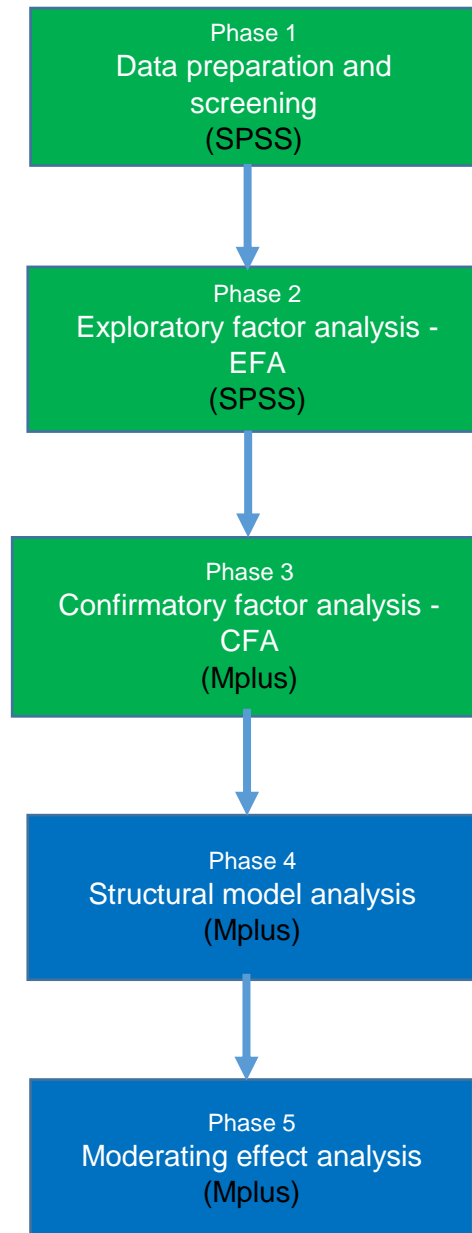 Phase 1
Data preparation and
screening
(SPSS)
Phase 2
Exploratory factor analysis -
EFA
(SPSS)
Phase 3
Confirmatory factor analysis -
CFA
(Mplus)
Phase 4
Structural model analysis
(Mplus)
Phase 5
Moderating effect analysis
(Mplus)